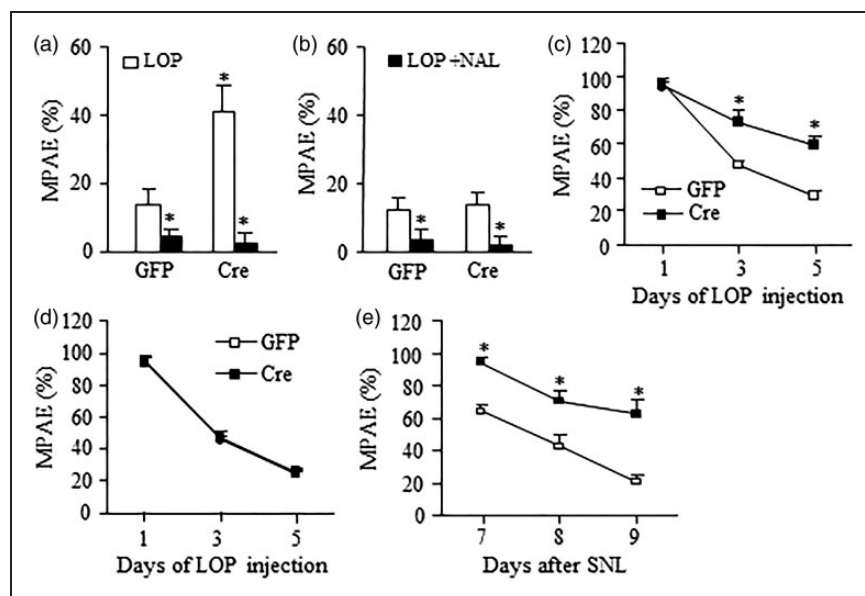 (a)
MPAE (%)
60
40
20
0
LOP
*
*
*
GFP
Cre
(b)
MPAE (%)
60
40
20
0
LOP +NAL
*
*
GFP
Cre
(c)
MPAE (%)
120
100
80
60
40
20
0
*
*
GFP
Cre
1 3 5
Days of LOP injection
(d)
MPAE (%)
120
100
80
60
40
20
0
GFP
Cre
1 3 5
Days of LOP injection
(e)
MPAE (%)
120
100
80
60
40
20
0
*
*
*
7 8 9
Days after SNL